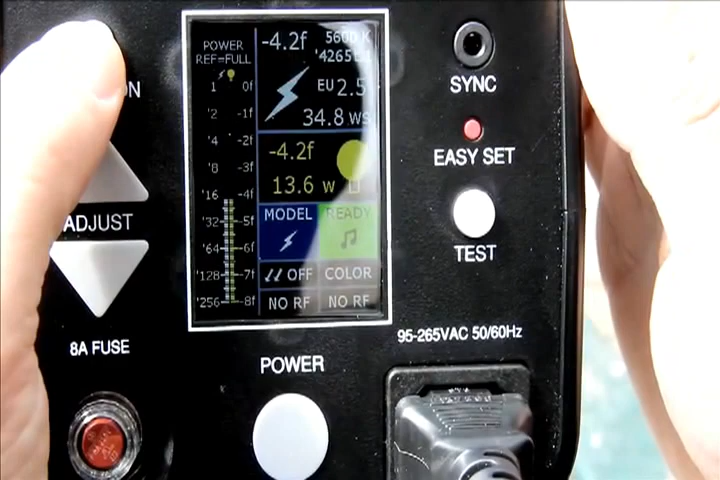 POWER
REF=FULL
1 0f
'2 -1f
'4 -2f
'8 -3f
'16 -4f
'32 -5f
'64 -6f
'128 -7f
'256 -8f
-4.2f
5600 K
EU 2.5
34.8 ws
-4.2f
13.6 w
MODEL
READY
OFF
COLOR
NO RF
NO RF
ON
ADJUST
8A FUSE
POWER
SYNC
EASY SET
TEST
95-265VAC 50/60Hz